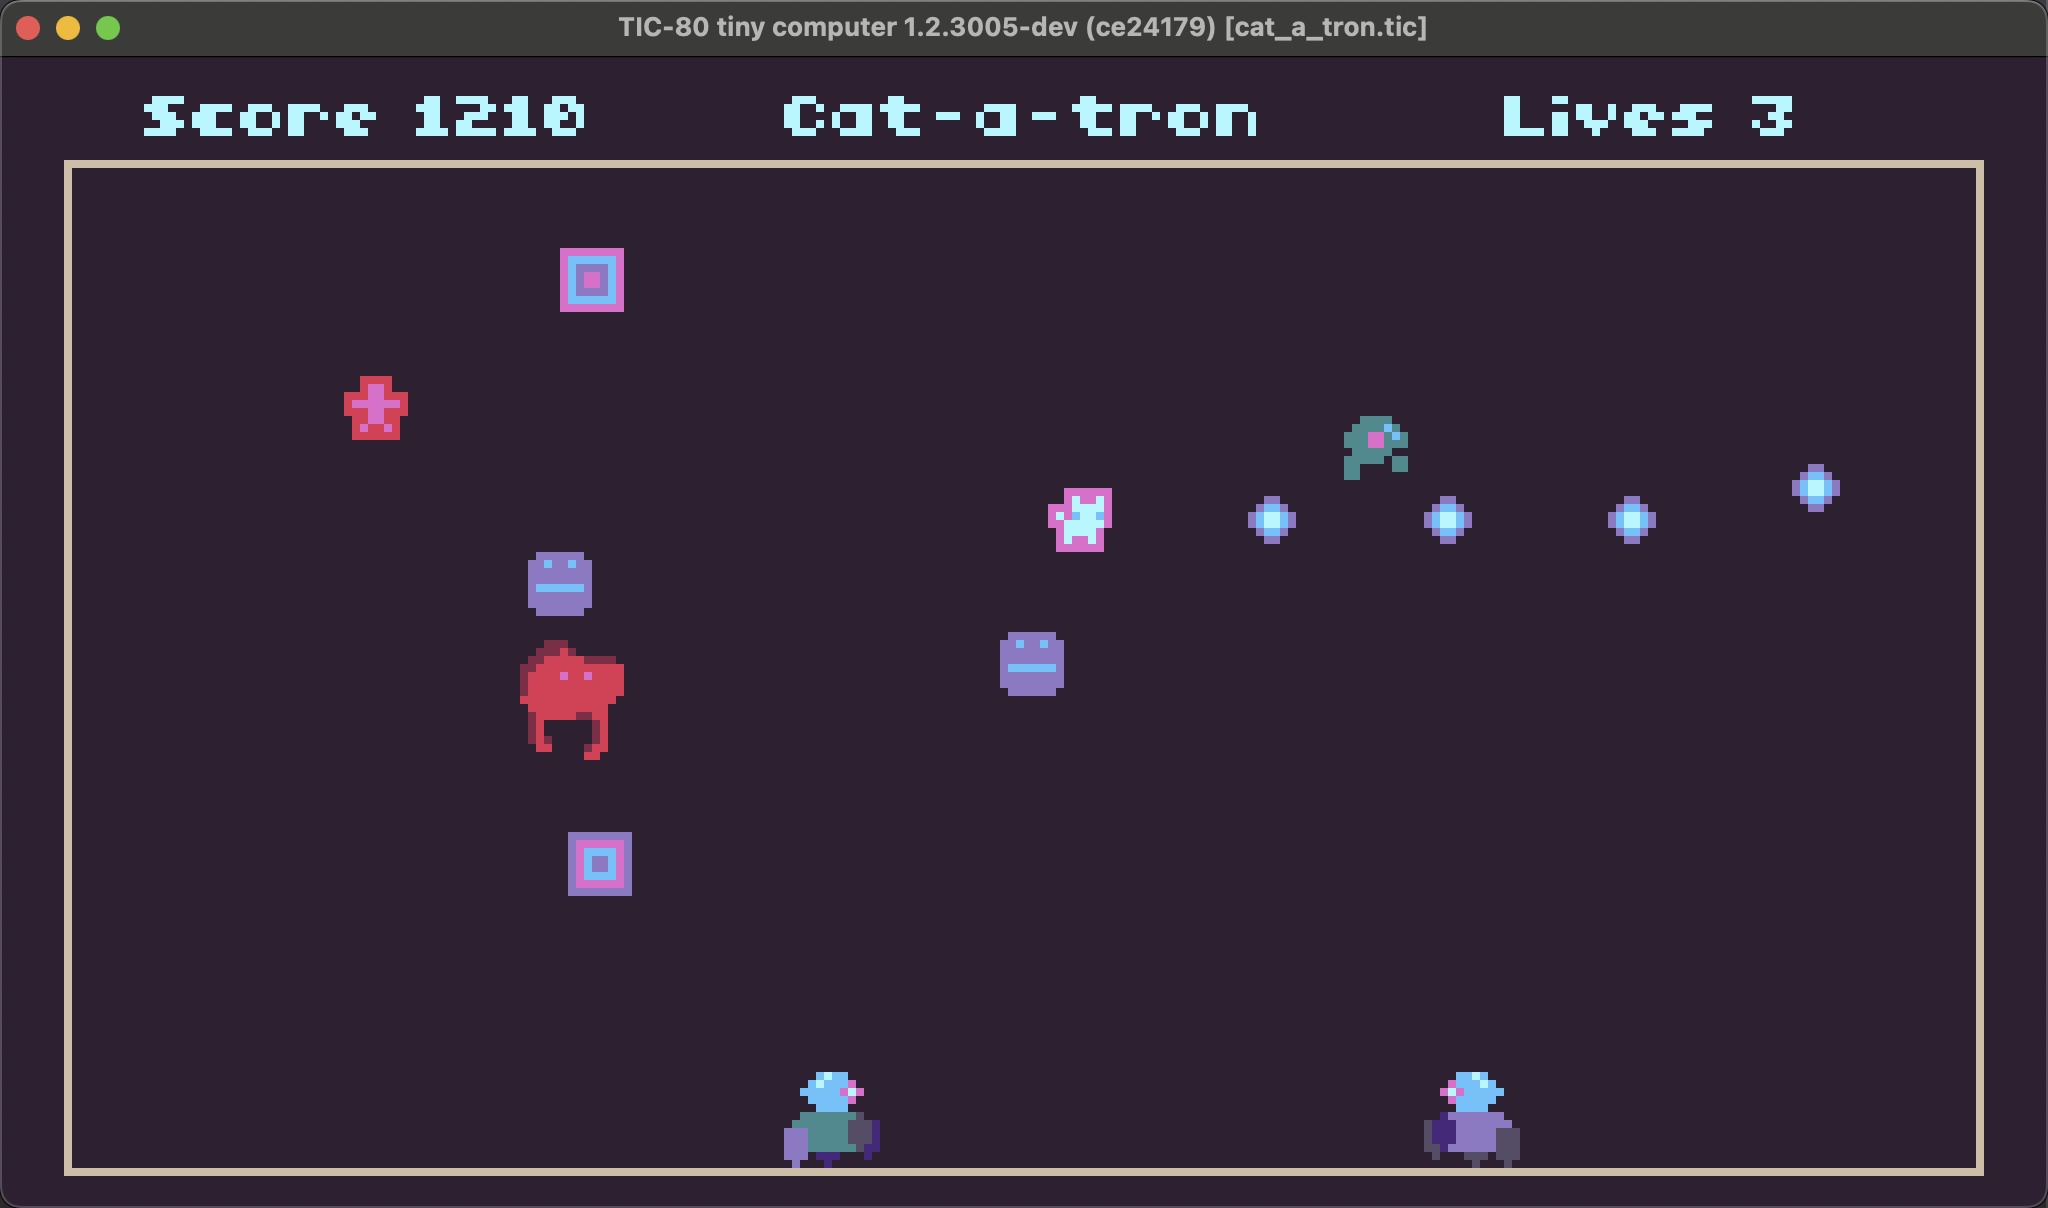 TIC-80 tiny computer 1.2.3005-dev (ce24179) [cat_a_tron.tic]
Score 1210 Cat-a-tron Lives 3